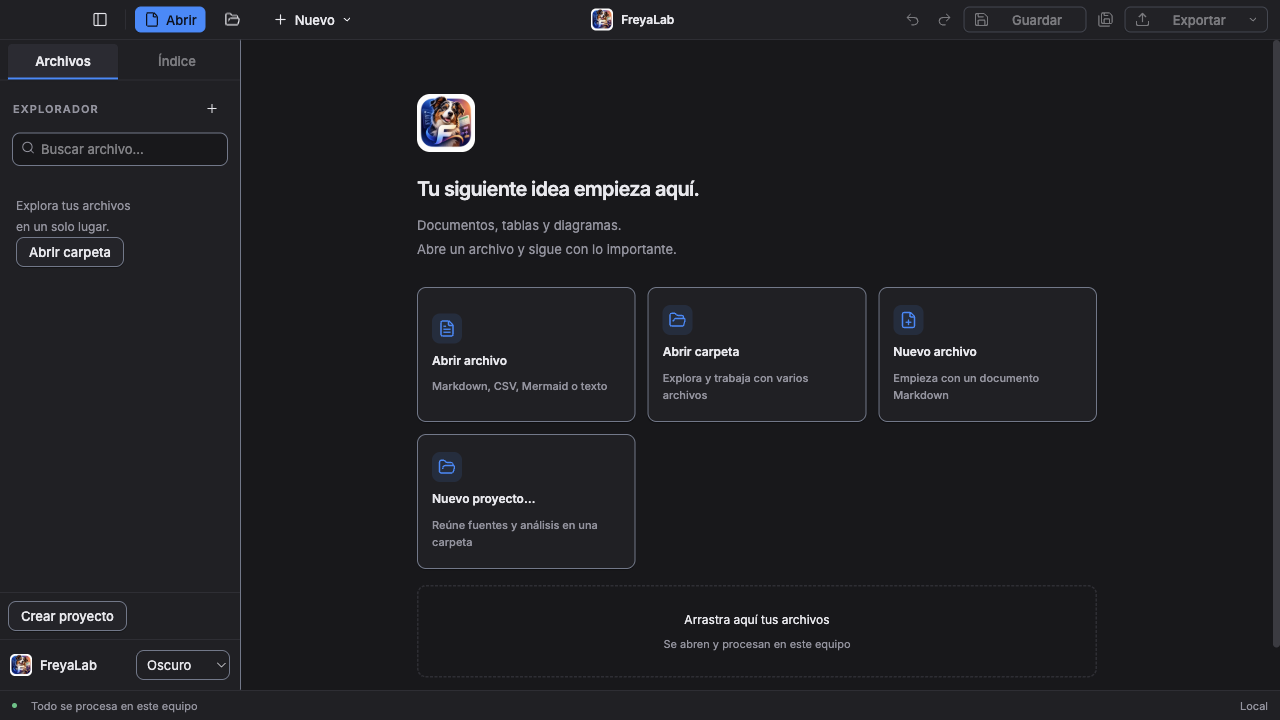 Abrir
Nuevo
FreyaLab
Guardar
Exportar
Archivos
Índice
EXPLORADOR
Buscar archivo...
Explora tus archivos
en un solo lugar.
Abrir carpeta
Tu siguiente idea empieza aquí.
Documentos, tablas y diagramas.
Abre un archivo y sigue con lo importante.
Abrir archivo
Markdown, CSV, Mermaid o texto
Abrir carpeta
Explora y trabaja con varios
archivos
Nuevo archivo
Empieza con un documento
Markdown
Nuevo proyecto...
Reúne fuentes y análisis en una
carpeta
Arrastra aquí tus archivos
Se abren y procesan en este equipo
Crear proyecto
FreyaLab
Oscuro
Todo se procesa en este equipo
Local